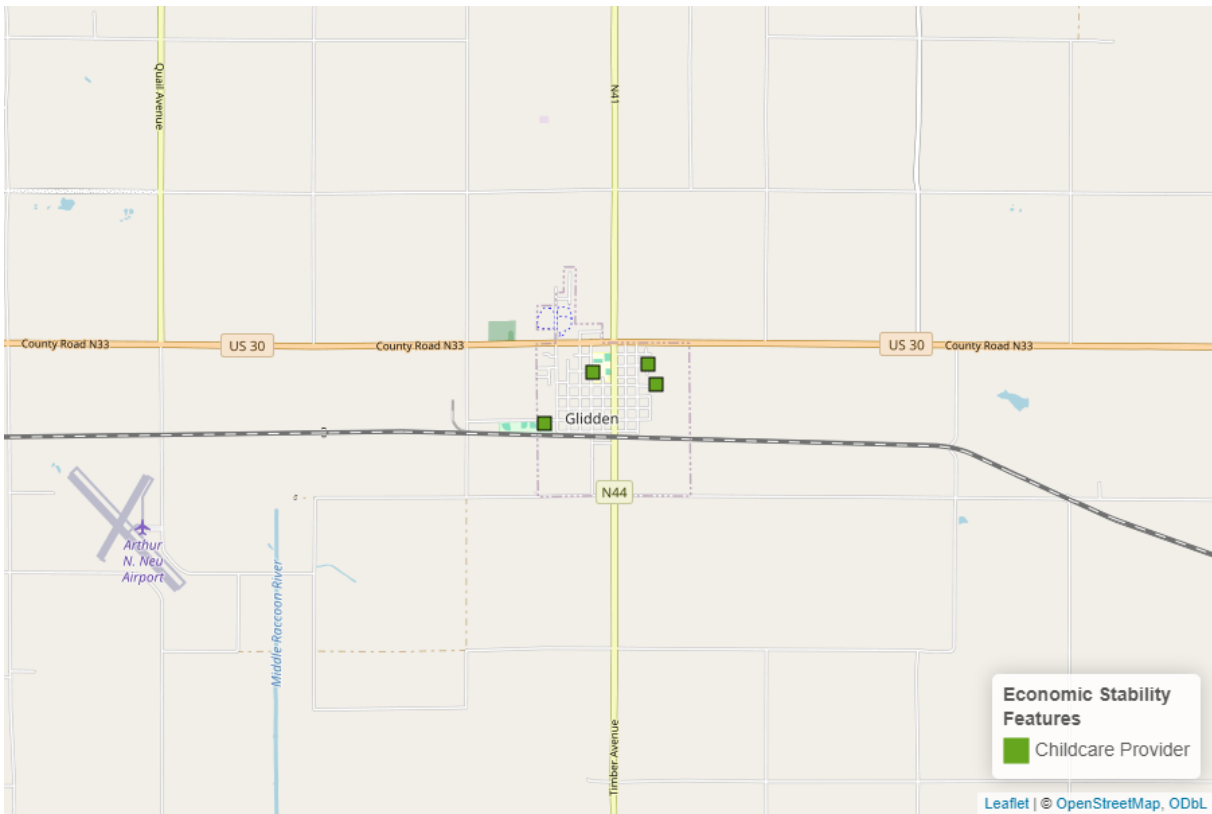 Quail Avenue
N41
County Road N33
US 30
County Road N33
US 30
County Road N33
Glidden
N44
Arthur
N. Neu
Airport
Middle Raccoon River
Timber Avenue
Economic Stability
Features
Childcare Provider
Leaflet | © OpenStreetMap, ODbL